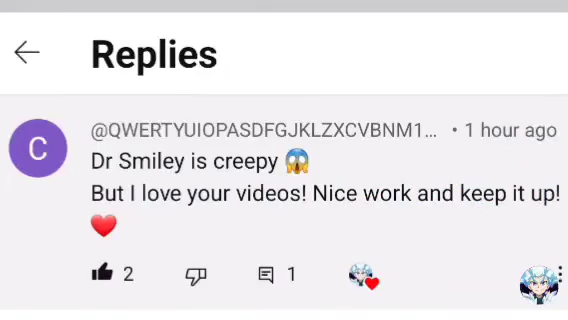 Replies
@QWERTYUIOPASDFGJKLZXCVBNM1... • 1 hour ago
C
Dr Smiley is creepy 😱
But I love your videos! Nice work and keep it up!
❤️
2 1